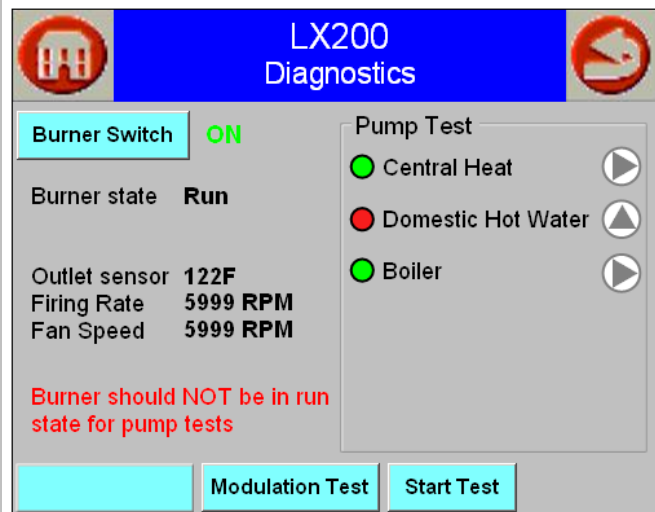 LX200
Diagnostics
Burner Switch ON
Burner state Run
Outlet sensor 122F
Firing Rate 5999 RPM
Fan Speed 5999 RPM
Burner should NOT be in run
state for pump tests
Pump Test
Central Heat
Domestic Hot Water
Boiler
Modulation Test
Start Test